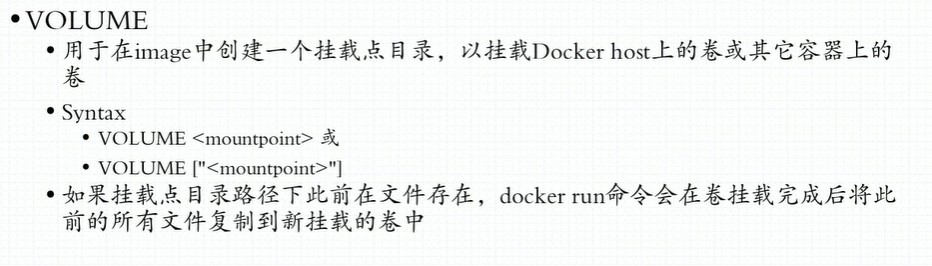 • VOLUME
• 用于在image中创建一个挂载点目录，以挂载Docker host上的卷或其它容器上的
卷
• Syntax
• VOLUME <mountpoint> 或
• VOLUME ["<mountpoint>"]
• 如果挂载点目录路径下此前在文件存在，docker run命令会在卷挂载完成后将此
前的所有文件复制到新挂载的卷中